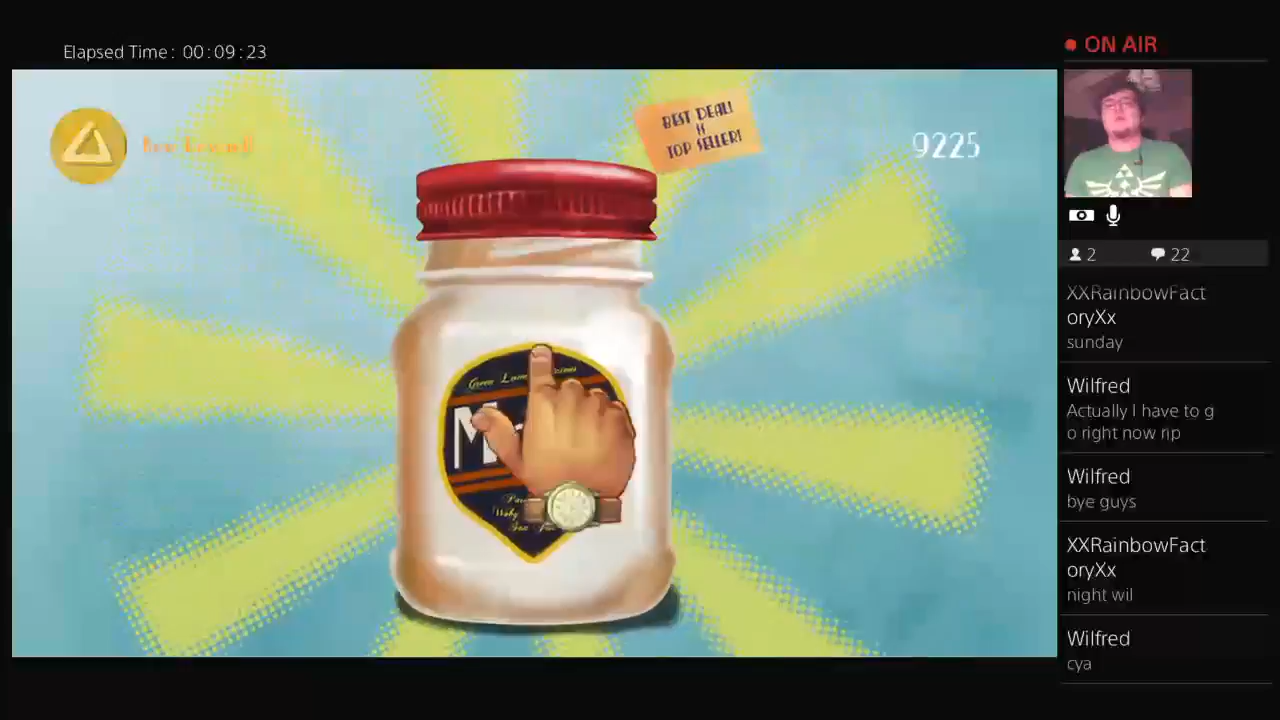 Elapsed Time: 00:09:23
ON AIR
BEST DEAL!
TOP SELLER!
9225
2
22
XXRainbowFact
oryXx
sunday
Wilfred
Actually I have to g
o right now rip
Wilfred
bye guys
XXRainbowFact
oryXx
night wil
Wilfred
cya